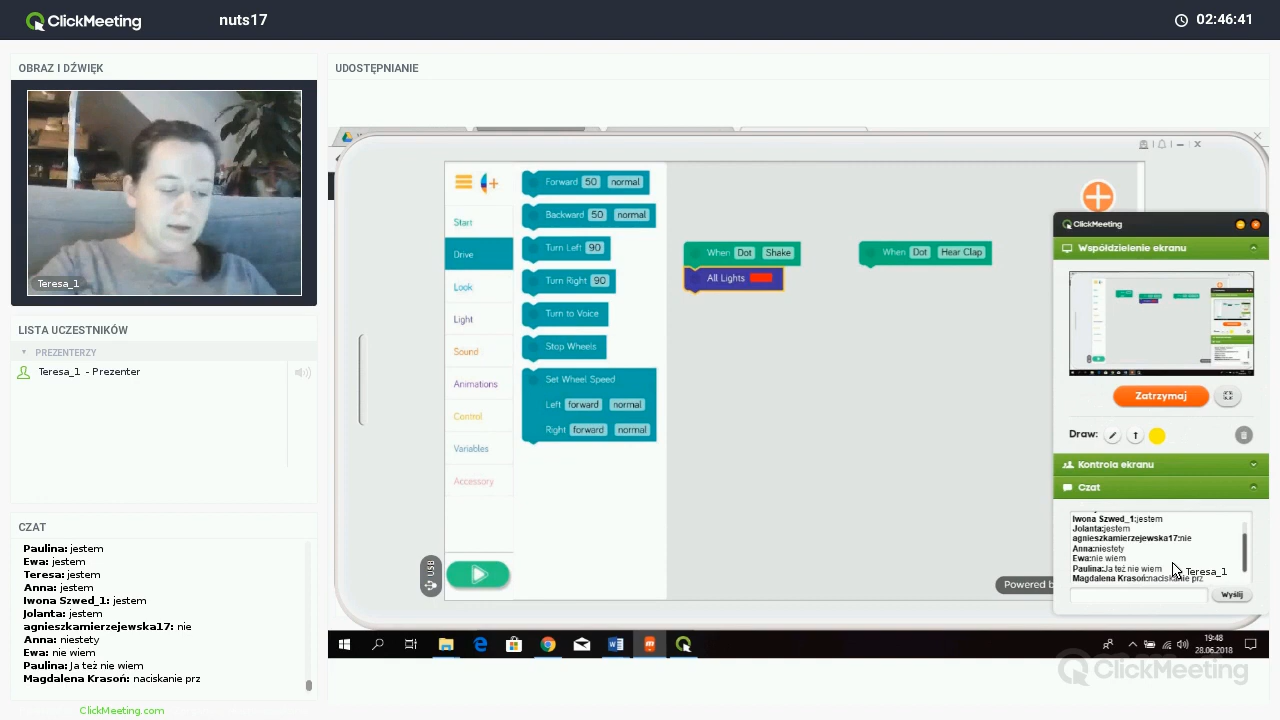 ClickMeeting
nuts17
02:46:41
OBRAZ I DŹWIĘK
Teresa_1
LISTA UCZESTNIKÓW
PREZENTERZY
Teresa_1 - Prezenter
CZAT
Paulina: jestem
Ewa: jestem
Teresa: jestem
Anna: jestem
Iwona Szwed_1: jestem
Jolanta: jestem
agnieszkamierzejewska17: nie
Anna: niestety
Ewa: nie wiem
Paulina: Ja też nie wiem
Magdalena Krasoń: naciskanie prz
ClickMeeting.com
UDOSTĘPNIANIE
Start
Drive
Look
Light
Sound
Animations
Control
Variables
Accessory
Forward 50 normal
Backward 50 normal
Turn Left 90
Turn Right 90
Turn to Voice
Stop Wheels
Set Wheel Speed
Left forward normal
Right forward normal
When Dot Shake
All Lights
When Dot Hear Clap
USB
Powered b
ClickMeeting
Współdzielenie ekranu
Zatrzymaj
Draw:
Kontrola ekranu
Czat
Iwona Szwed_1:jestem
Jolanta:jestem
agnieszkamierzejewska17:nie
Anna:niestety
Ewa:nie wiem
Paulina:Ja też nie wiem
Magdalena Krasoń:naciskanie prz
Teresa_1
Wyślij
19:48
28.06.2018
ClickMeeting